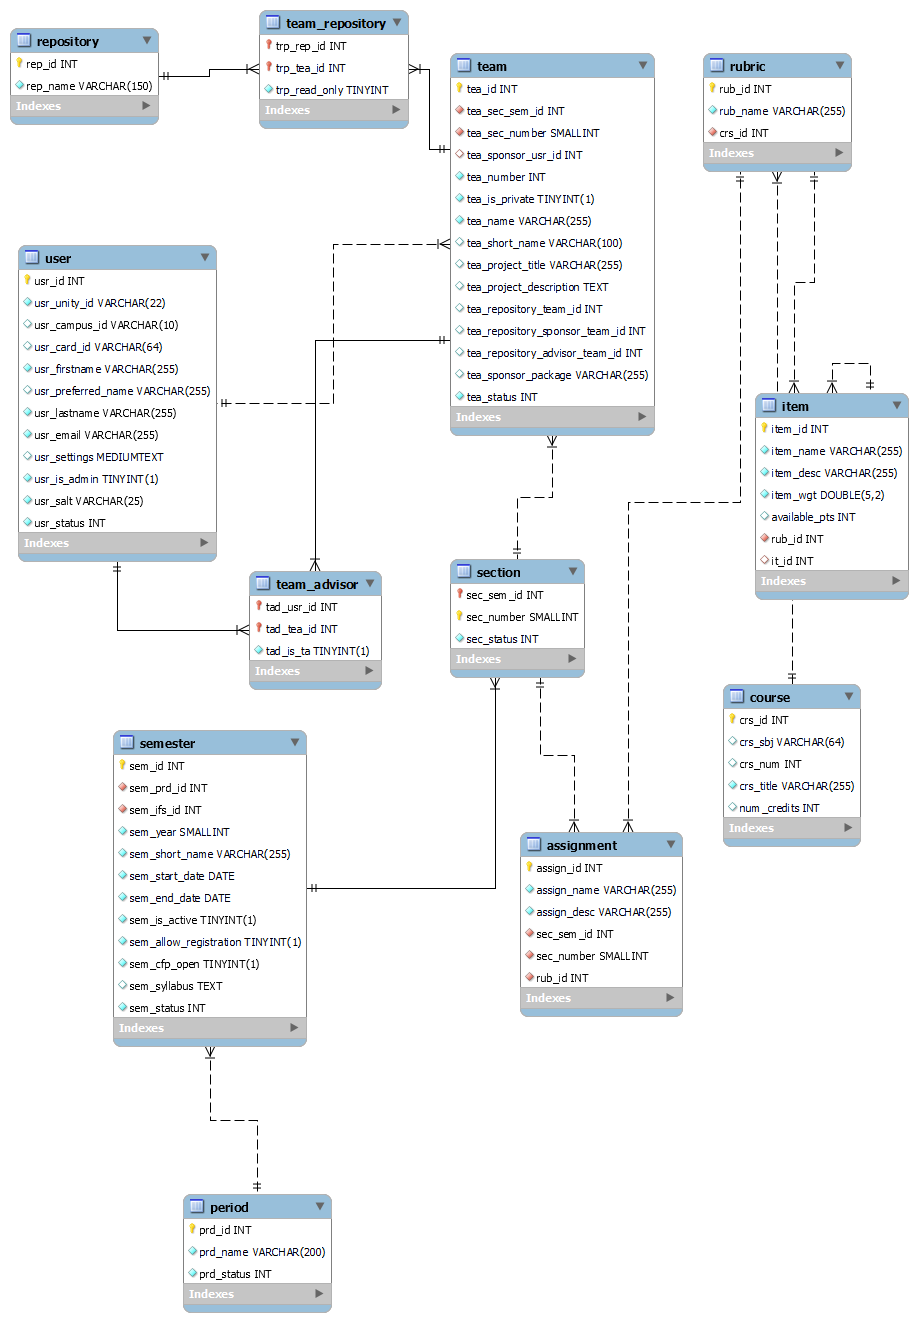 repository
rep_id INT
rep_name VARCHAR(150)
Indexes
team_repository
trp_rep_id INT
trp_tea_id INT
trp_read_only TINYINT
Indexes
team
tea_id INT
tea_sec_sem_id INT
tea_sec_number SMALLINT
tea_sponsor_usr_id INT
tea_number INT
tea_is_private TINYINT(1)
tea_name VARCHAR(255)
tea_short_name VARCHAR(100)
tea_project_title VARCHAR(255)
tea_project_description TEXT
tea_repository_team_id INT
tea_repository_sponsor_team_id INT
tea_repository_advisor_team_id INT
tea_sponsor_package VARCHAR(255)
tea_status INT
Indexes
rubric
rub_id INT
rub_name VARCHAR(255)
crs_id INT
Indexes
user
usr_id INT
usr_unity_id VARCHAR(22)
usr_campus_id VARCHAR(10)
usr_card_id VARCHAR(64)
usr_firstname VARCHAR(255)
usr_preferred_name VARCHAR(255)
usr_lastname VARCHAR(255)
usr_email VARCHAR(255)
usr_settings MEDIUMTEXT
usr_is_admin TINYINT(1)
usr_salt VARCHAR(25)
usr_status INT
Indexes
item
item_id INT
item_name VARCHAR(255)
item_desc VARCHAR(255)
item_wgt DOUBLE(5,2)
available_pts INT
rub_id INT
it_id INT
Indexes
team_advisor
tad_usr_id INT
tad_tea_id INT
tad_is_ta TINYINT(1)
Indexes
section
sec_sem_id INT
sec_number SMALLINT
sec_status INT
Indexes
course
crs_id INT
crs_sbj VARCHAR(64)
crs_num INT
crs_title VARCHAR(255)
num_credits INT
Indexes
semester
sem_id INT
sem_prd_id INT
sem_ifs_id INT
sem_year SMALLINT
sem_short_name VARCHAR(255)
sem_start_date DATE
sem_end_date DATE
sem_is_active TINYINT(1)
sem_allow_registration TINYINT(1)
sem_cfp_open TINYINT(1)
sem_syllabus TEXT
sem_status INT
Indexes
assignment
assign_id INT
assign_name VARCHAR(255)
assign_desc VARCHAR(255)
sec_sem_id INT
sec_number SMALLINT
rub_id INT
Indexes
period
prd_id INT
prd_name VARCHAR(200)
prd_status INT
Indexes